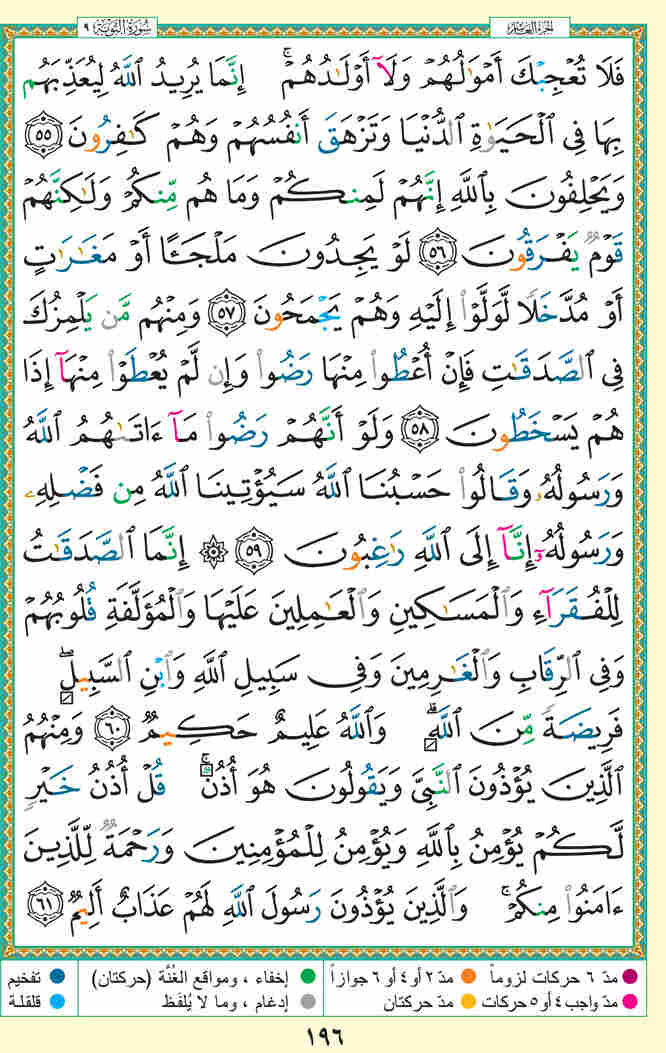 سُورَةُ التَّوْبَةِ ٩
الجزء العاشر
فَلَا تُعْجِبْكَ أَمْوَٰلُهُمْ وَلَآ أَوْلَٰدُهُمْ ۚ إِنَّمَا يُرِيدُ ٱللَّهُ لِيُعَذِّبَهُم
بِهَا فِى ٱلْحَيَوٰةِ ٱلدُّنْيَا وَتَزْهَقَ أَنفُسُهُمْ وَهُمْ كَٰفِرُونَ ٥٥
وَيَحْلِفُونَ بِٱللَّهِ إِنَّهُمْ لَمِنكُمْ وَمَا هُم مِّنكُمْ وَلَٰكِنَّهُمْ
قَوْمٌ يَفْرَقُونَ ٥٦ لَوْ يَجِدُونَ مَلْجَـًٔا أَوْ مَغَٰرَٰتٍ
أَوْ مُدَّخَلًا لَّوَلَّوْا۟ إِلَيْهِ وَهُمْ يَجْمَحُونَ ٥٧ وَمِنْهُم مَّن يَلْمِزُكَ
فِى ٱلصَّدَقَٰتِ فَإِنْ أُعْطُوا۟ مِنْهَا رَضُوا۟ وَإِن لَّمْ يُعْطَوْا۟ مِنْهَآ إِذَا
هُمْ يَسْخَطُونَ ٥٨ وَلَوْ أَنَّهُمْ رَضُوا۟ مَآ ءَاتَىٰهُمُ ٱللَّهُ
وَرَسُولُهُۥ وَقَالُوا۟ حَسْبُنَا ٱللَّهُ سَيُؤْتِينَا ٱللَّهُ مِن فَضْلِهِۦ
وَرَسُولُهُۥٓ إِنَّآ إِلَى ٱللَّهِ رَٰغِبُونَ ٥٩ ۞ إِنَّمَا ٱلصَّدَقَٰتُ
لِلْفُقَرَآءِ وَٱلْمَسَٰكِينِ وَٱلْعَٰمِلِينَ عَلَيْهَا وَٱلْمُؤَلَّفَةِ قُلُوبُهُمْ
وَفِى ٱلرِّقَابِ وَٱلْغَٰرِمِينَ وَفِى سَبِيلِ ٱللَّهِ وَٱبْنِ ٱلسَّبِيلِ ۖ
فَرِيضَةً مِّنَ ٱللَّهِ ۗ وَٱللَّهُ عَلِيمٌ حَكِيمٌ ٦٠ وَمِنْهُمُ
ٱلَّذِينَ يُؤْذُونَ ٱلنَّبِىَّ وَيَقُولُونَ هُوَ أُذُنٌ ۚ قُلْ أُذُنُ خَيْرٍ
لَّكُمْ يُؤْمِنُ بِٱللَّهِ وَيُؤْمِنُ لِلْمُؤْمِنِينَ وَرَحْمَةٌ لِّلَّذِينَ
ءَامَنُوا۟ مِنكُمْ ۚ وَٱلَّذِينَ يُؤْذُونَ رَسُولَ ٱللَّهِ لَهُمْ عَذَابٌ أَلِيمٌ ٦١
مدّ ٦ حركات لزوماً مدّ ٢ أو ٤ أو ٦ جوازاً إخفاء ، ومواقع الغُنَّة (حركتان) تفخيم
مدّ واجب ٤ أو ٥ حركات مدّ حركتان إدغام ، وما لا يُلفَظ قلقلة
١٩٦